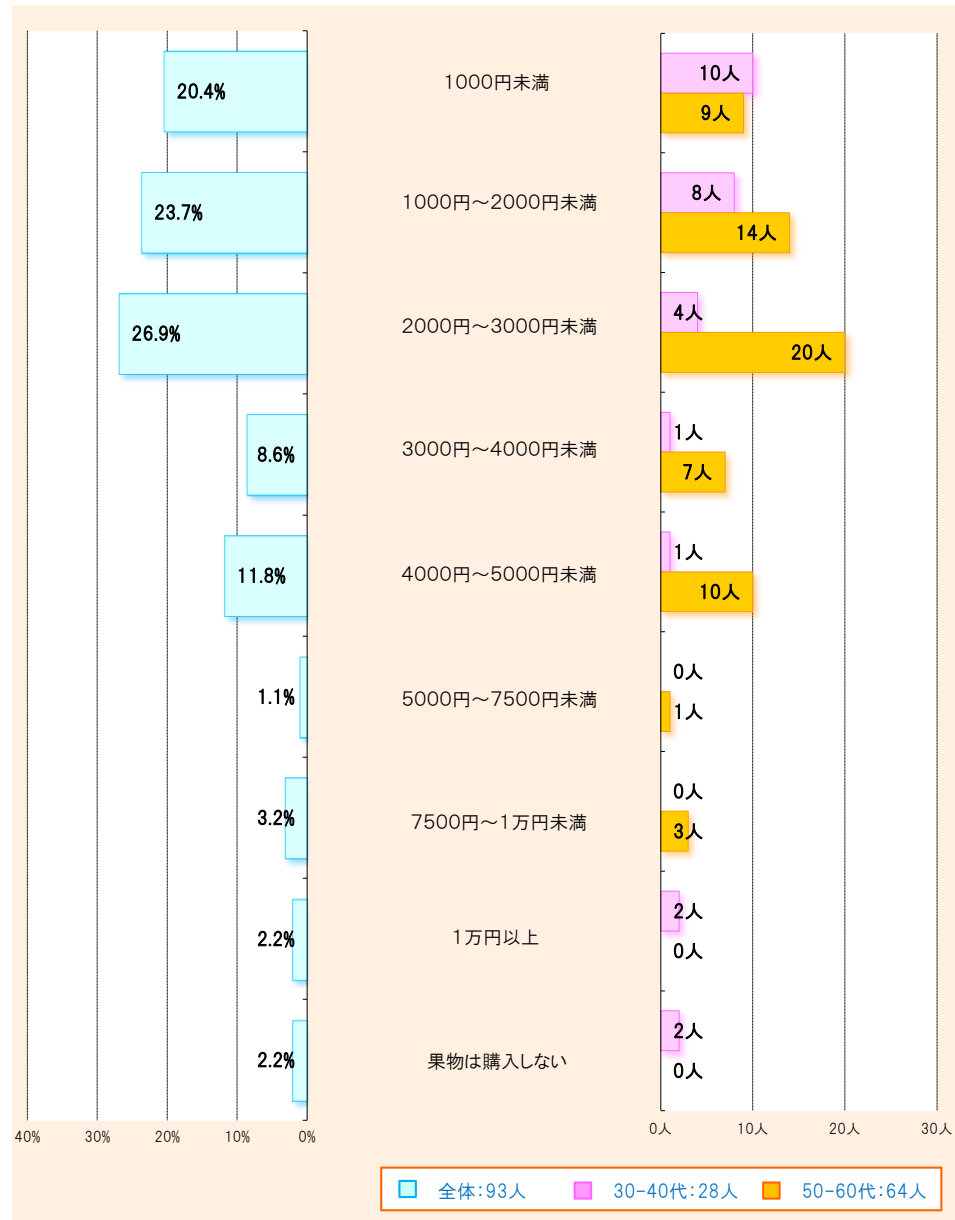 1000円未満
20.4%
10人
9人
1000円～2000円未満
23.7%
8人
14人
2000円～3000円未満
26.9%
4人
20人
3000円～4000円未満
8.6%
1人
7人
4000円～5000円未満
11.8%
1人
10人
5000円～7500円未満
1.1%
0人
1人
7500円～1万円未満
3.2%
0人
3人
1万円以上
2.2%
2人
0人
果物は購入しない
2.2%
2人
0人
40% 30% 20% 10% 0%
0人 10人 20人 30人
全体：93人 30-40代：28人 50-60代：64人